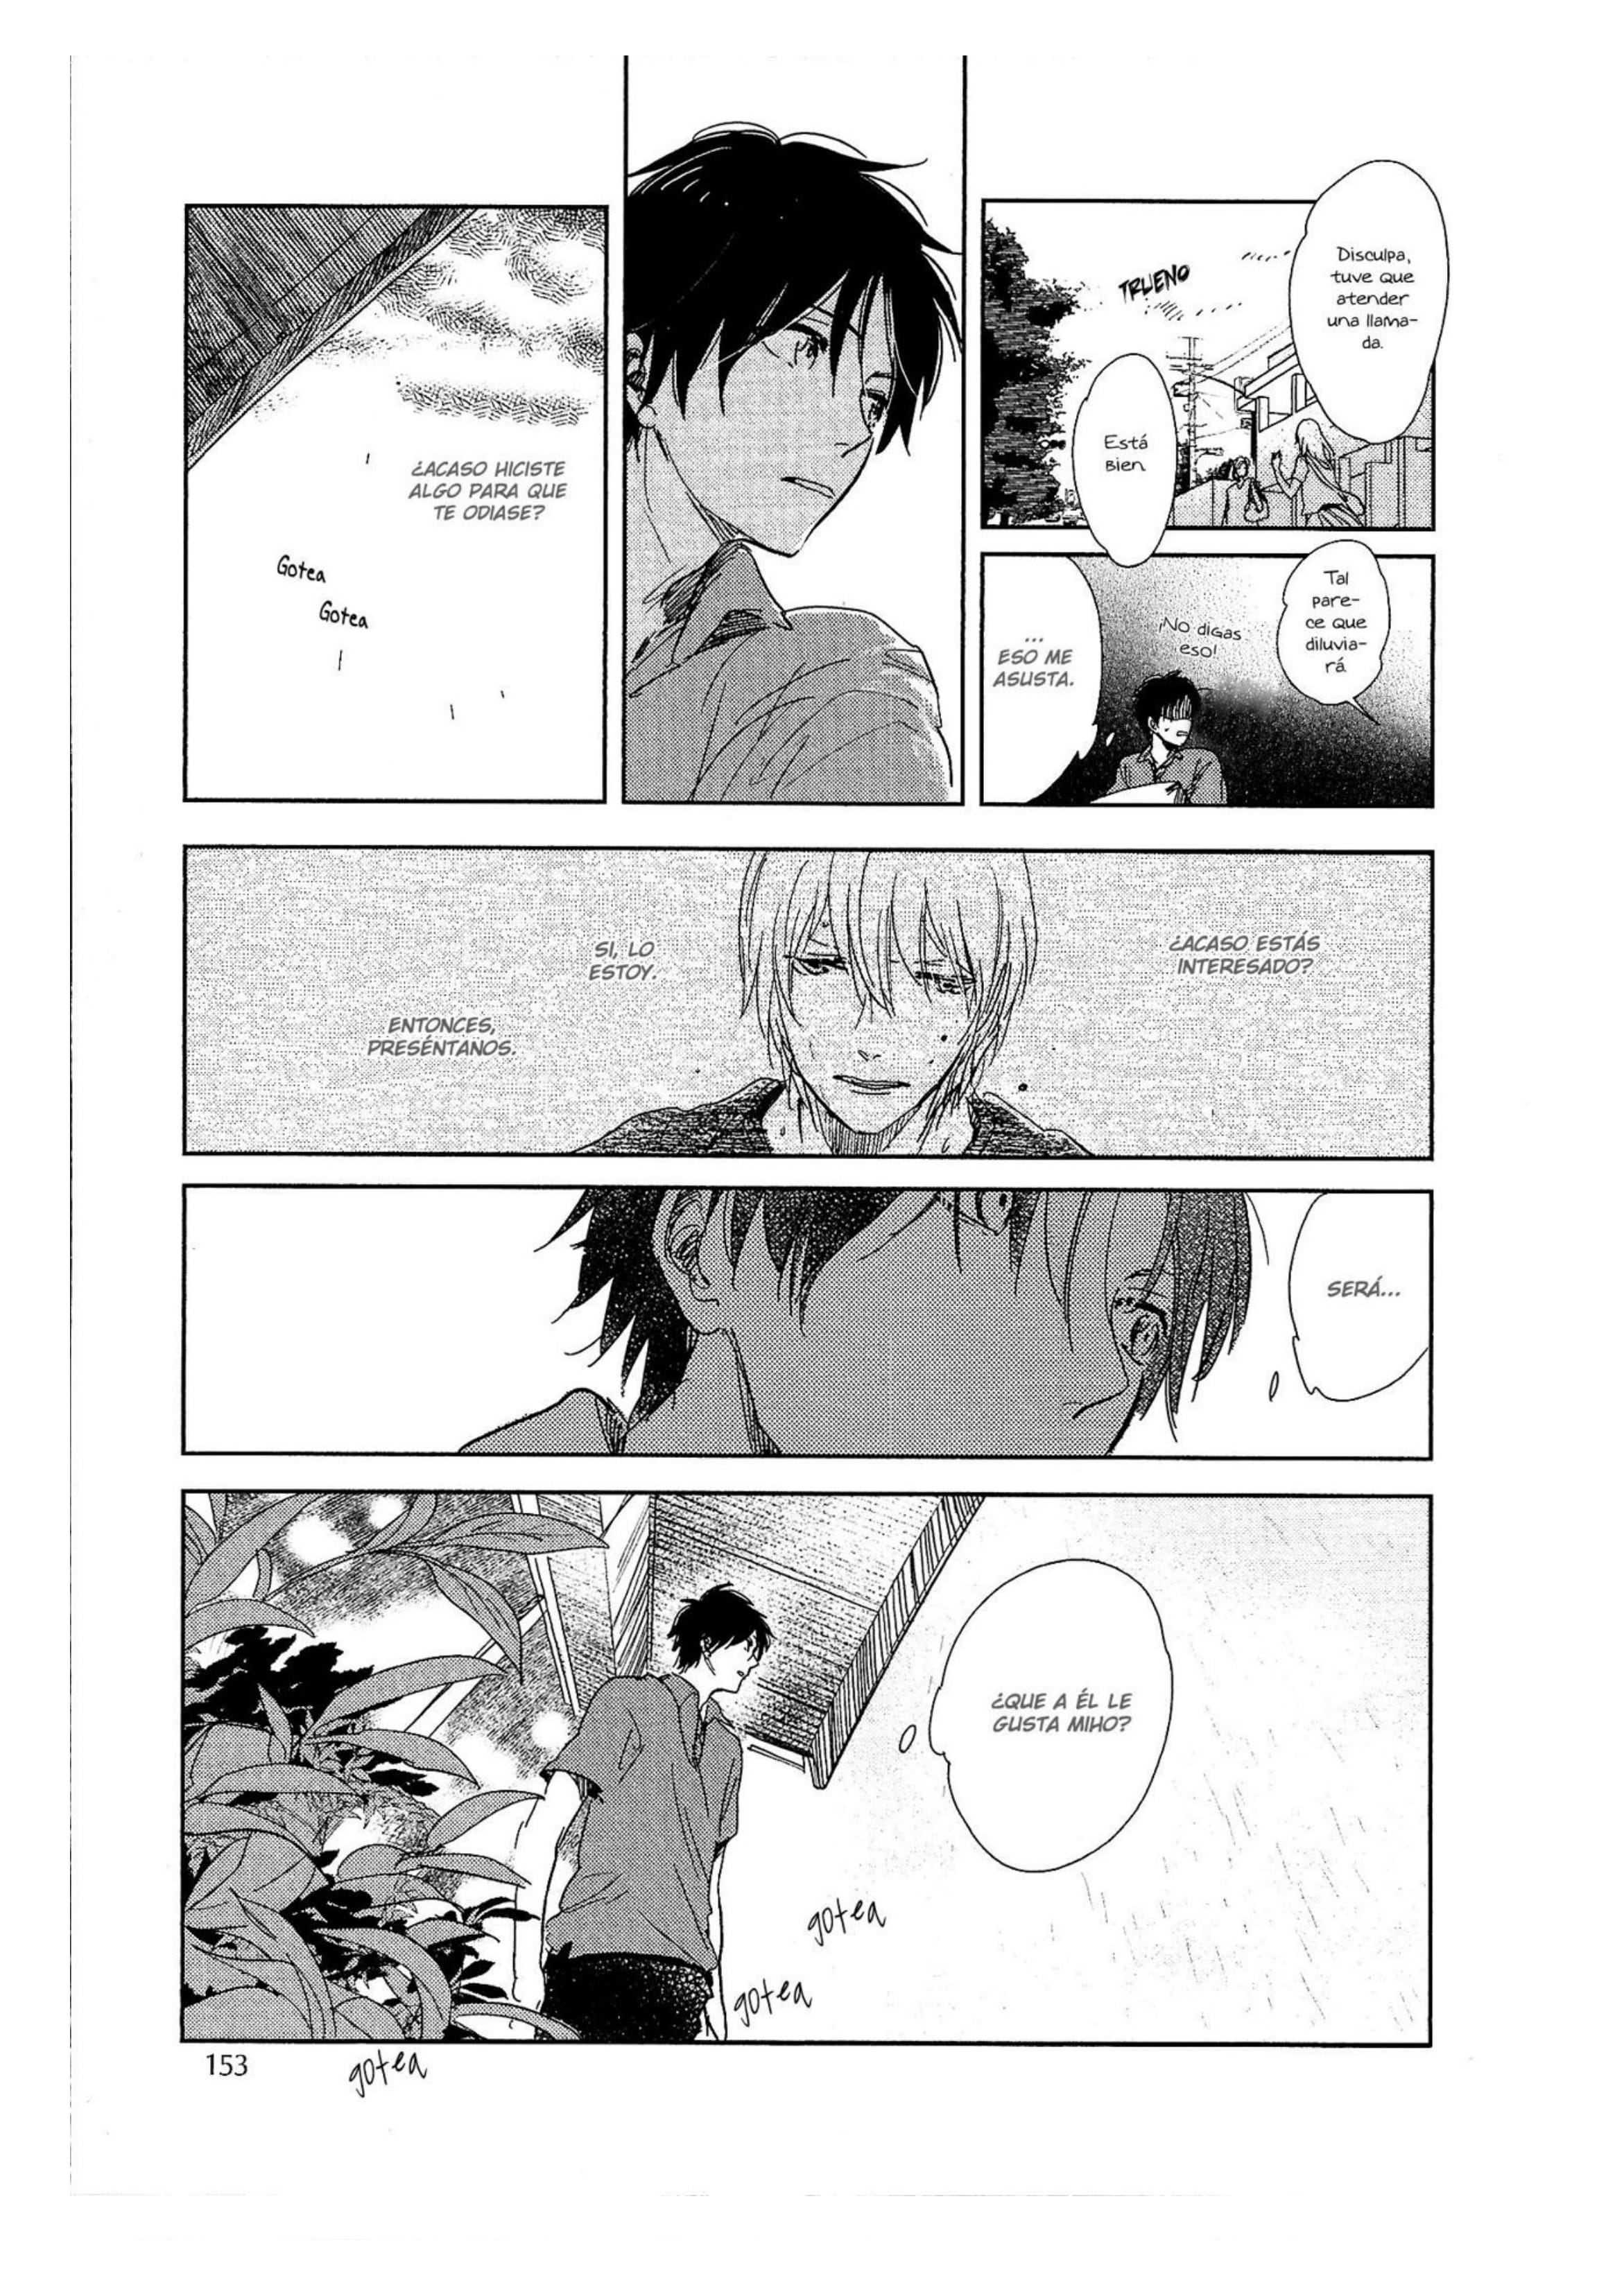 Disculpa,
tuve que
atender
una llama-
da.
TRUENO
Está
Bien
Tal
pare-
ce que
diluvia-
rá
¡No digas
eso!
...
ESO ME
ASUSTA.
¿ACASO HICISTE
ALGO PARA QUE
TE ODIASE?
Gotea
Gotea
¿ACASO ESTÁS
INTERESADO?
SI, LO
ESTOY.
ENTONCES,
PRESÉNTANOS.
SERÁ...
¿QUE A ÉL LE
GUSTA MIHO?
gotea
gotea
gotea
153